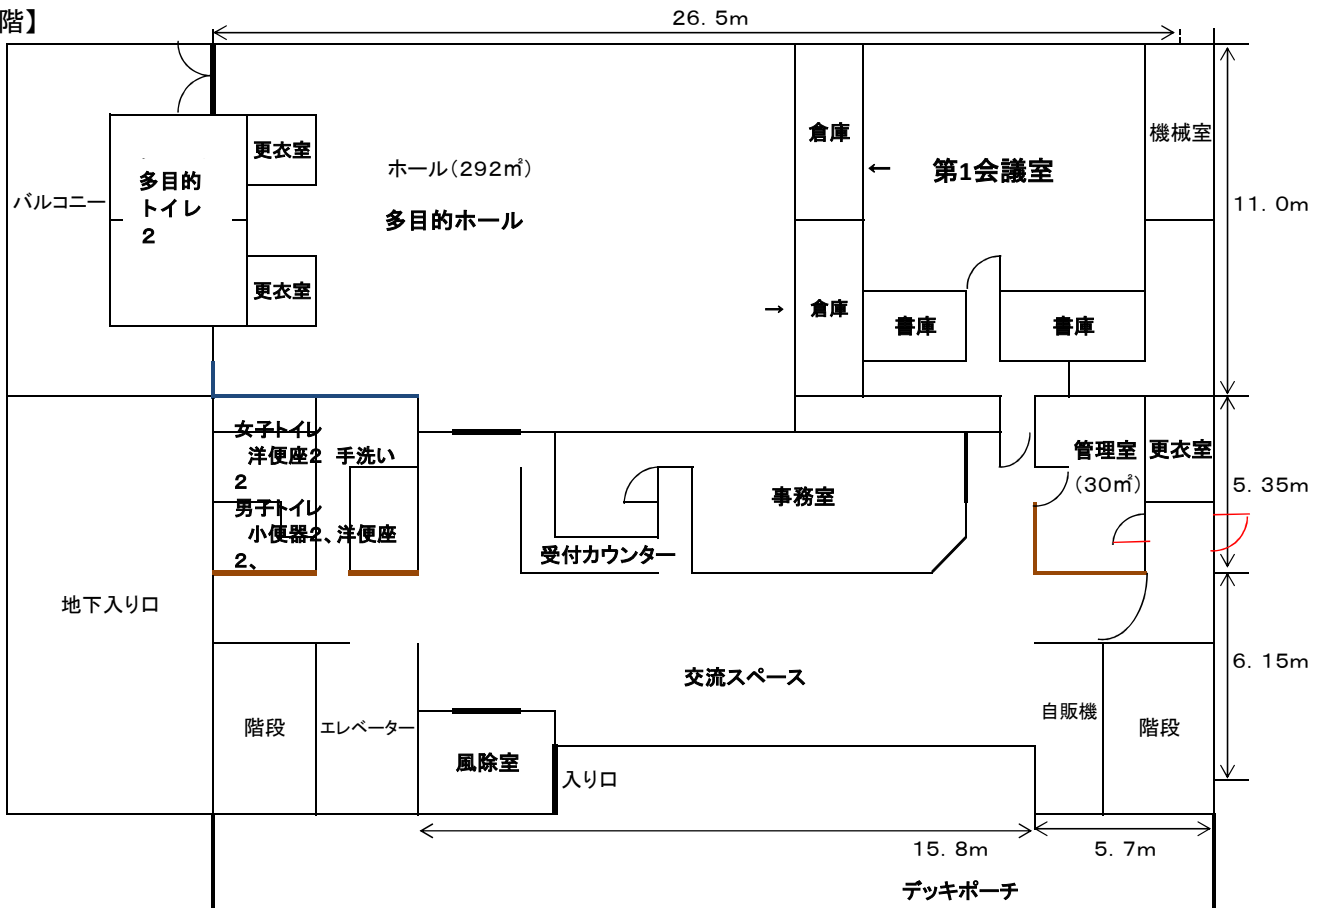 階】
26．5ｍ
倉庫
機械室
更衣室
ホール（292㎡）
←
第1会議室
多目的
トイレ
２
バルコニー
多目的ホール
11．0ｍ
更衣室
→
倉庫
書庫
書庫
女子トイレ
洋便座2　手洗い
2
男子トイレ
小便器2、洋便座
2、
管理室
（30㎡）
更衣室
5．35ｍ
事務室
受付カウンター
地下入り口
交流スペース
6．15ｍ
階段
エレベーター
自販機
階段
風除室
入り口
15．8ｍ
5．7ｍ
デッキポーチ